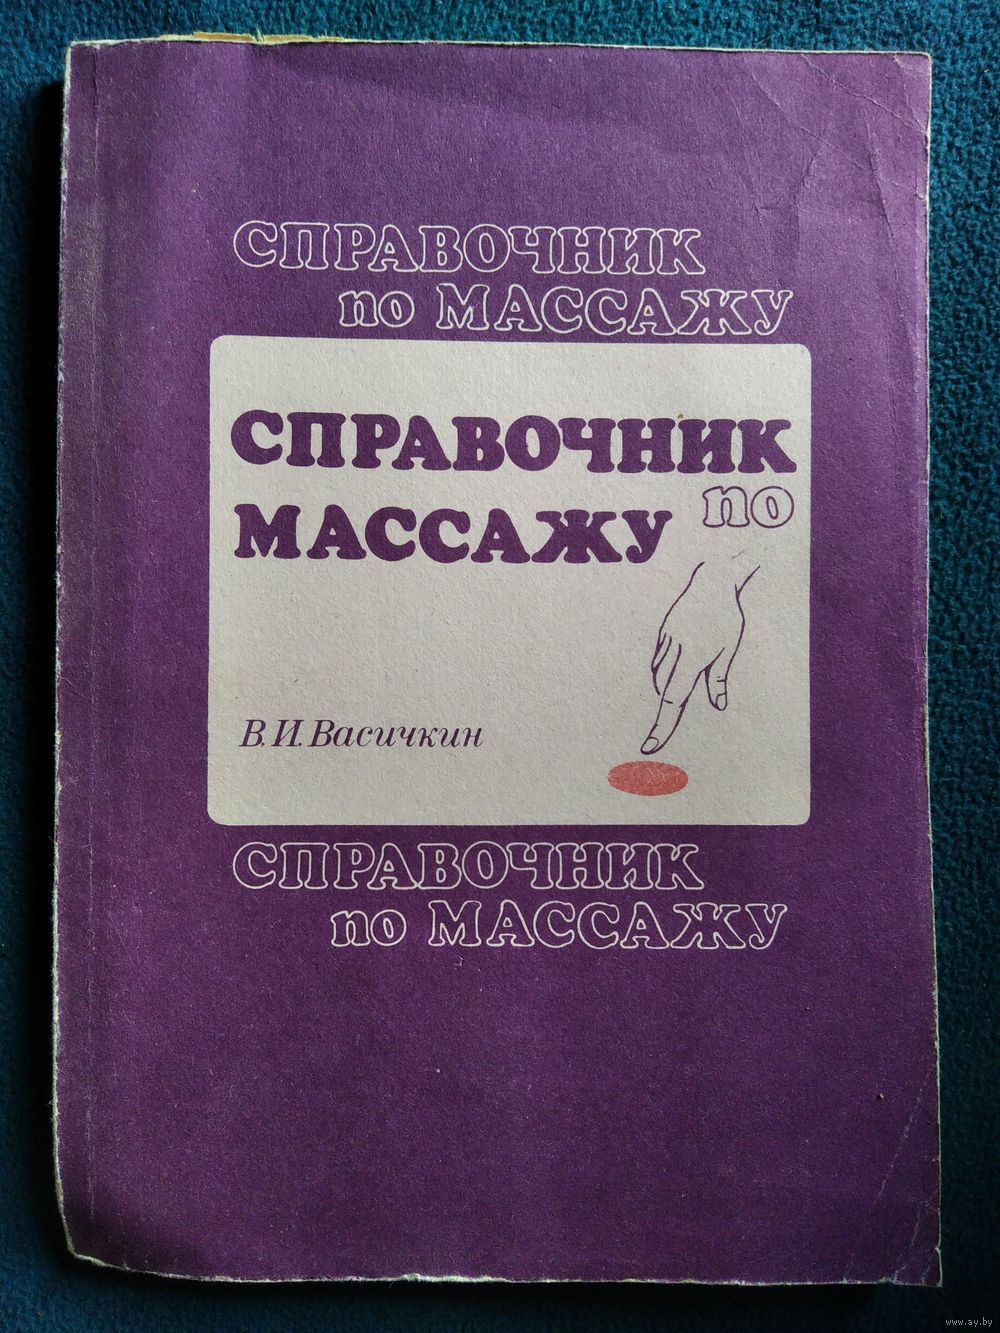 СПРАВОЧНИК
по МАССАЖУ
СПРАВОЧНИК
по
МАССАЖУ
В.И.Васичкин
СПРАВОЧНИК
по МАССАЖУ
www.ay.by